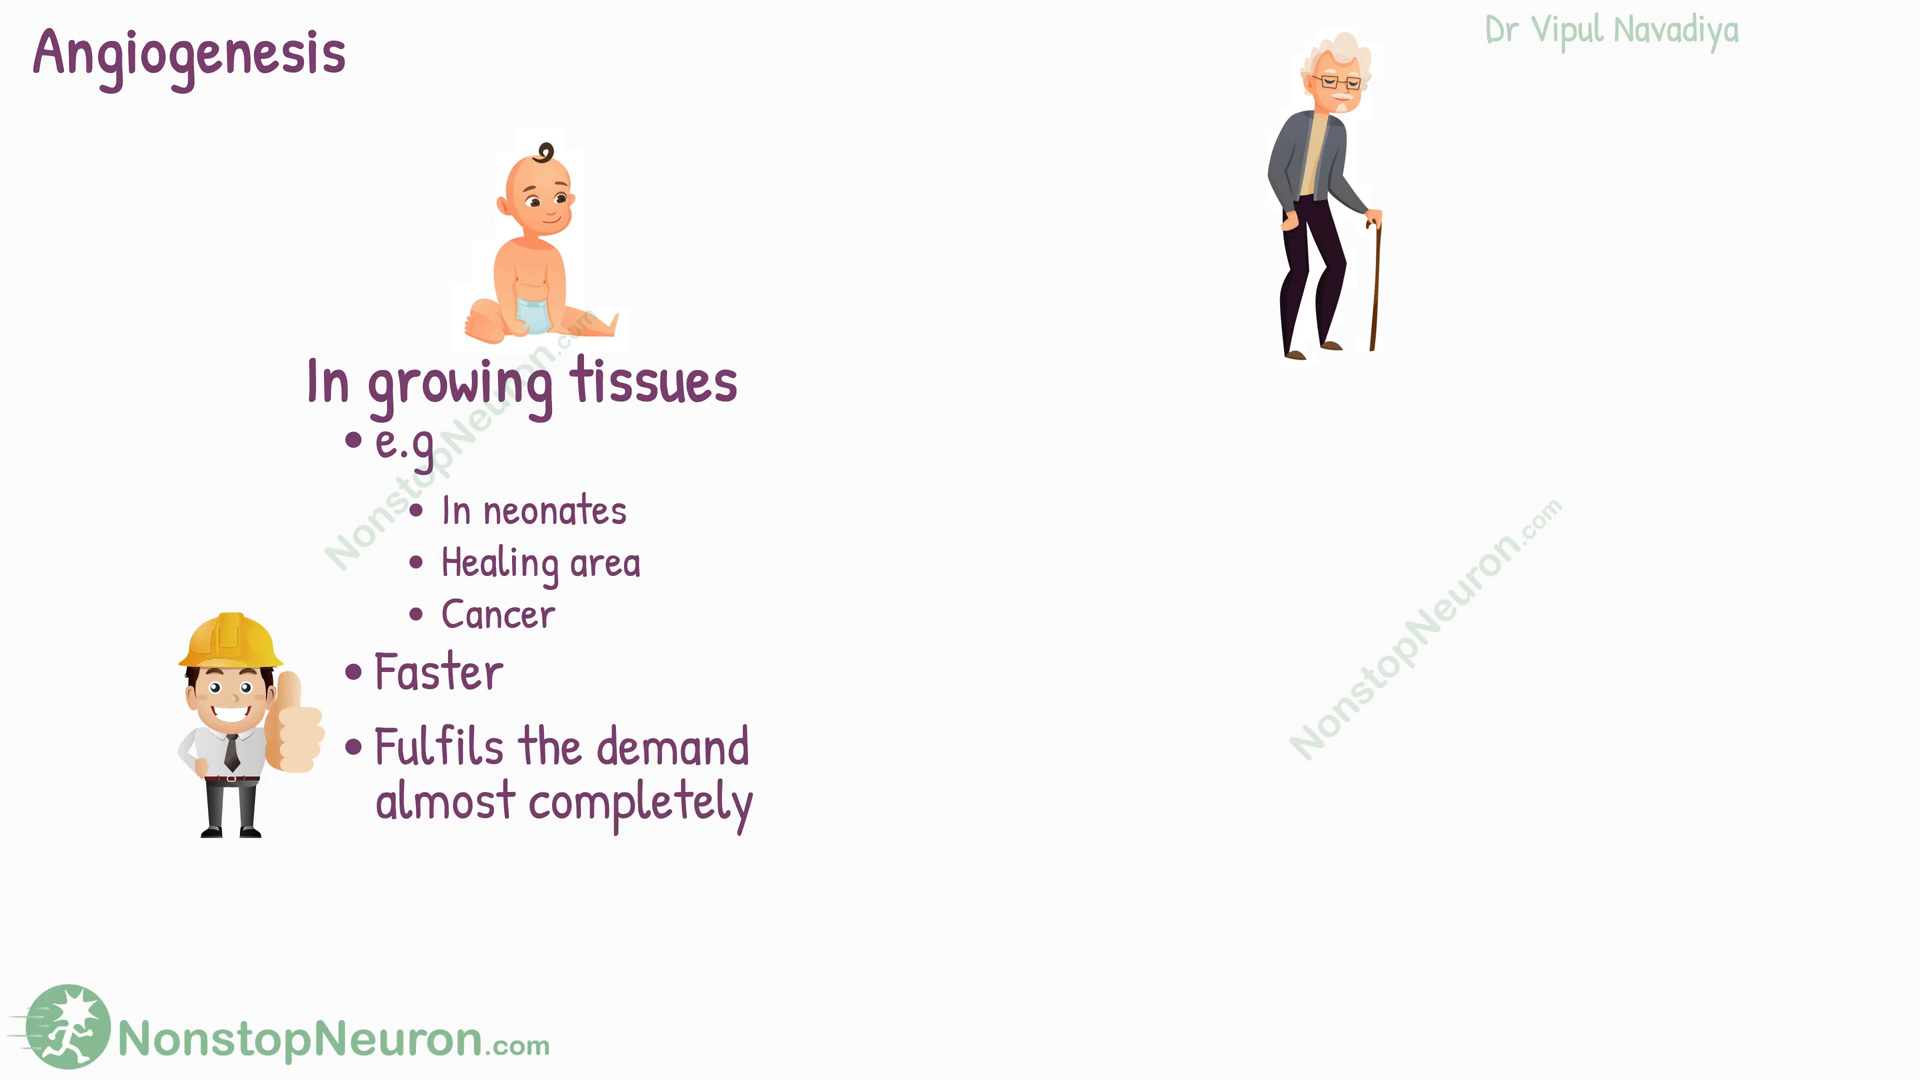 Angiogenesis
Dr Vipul Navadiya
In growing tissues
• e.g
• In neonates
• Healing area
• Cancer
• Faster
• Fulfils the demand
almost completely
NonstopNeuron.com
NonstopNeuron.com
NonstopNeuron.com